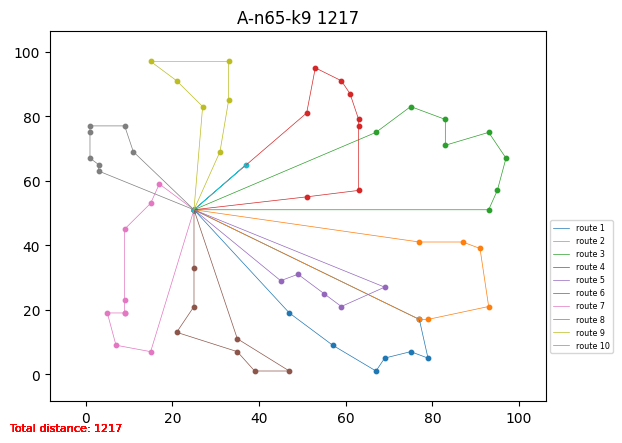 A-n65-k9 1217
100
80
60
40
20
0
0 20 40 60 80 100
route 1
route 2
route 3
route 4
route 5
route 6
route 7
route 8
route 9
route 10
Total distance: 1217